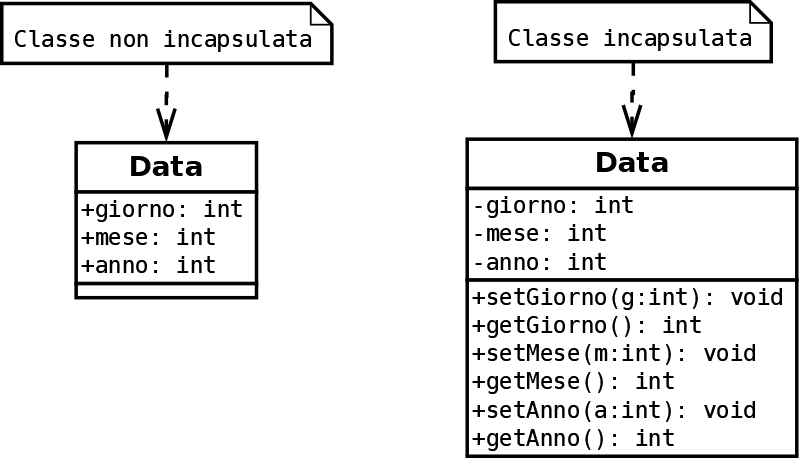 Classe non incapsulata
Data
+giorno: int
+mese: int
+anno: int
Classe incapsulata
Data
-giorno: int
-mese: int
-anno: int
+setGiorno(g:int): void
+getGiorno(): int
+setMese(m:int): void
+getMese(): int
+setAnno(a:int): void
+getAnno(): int